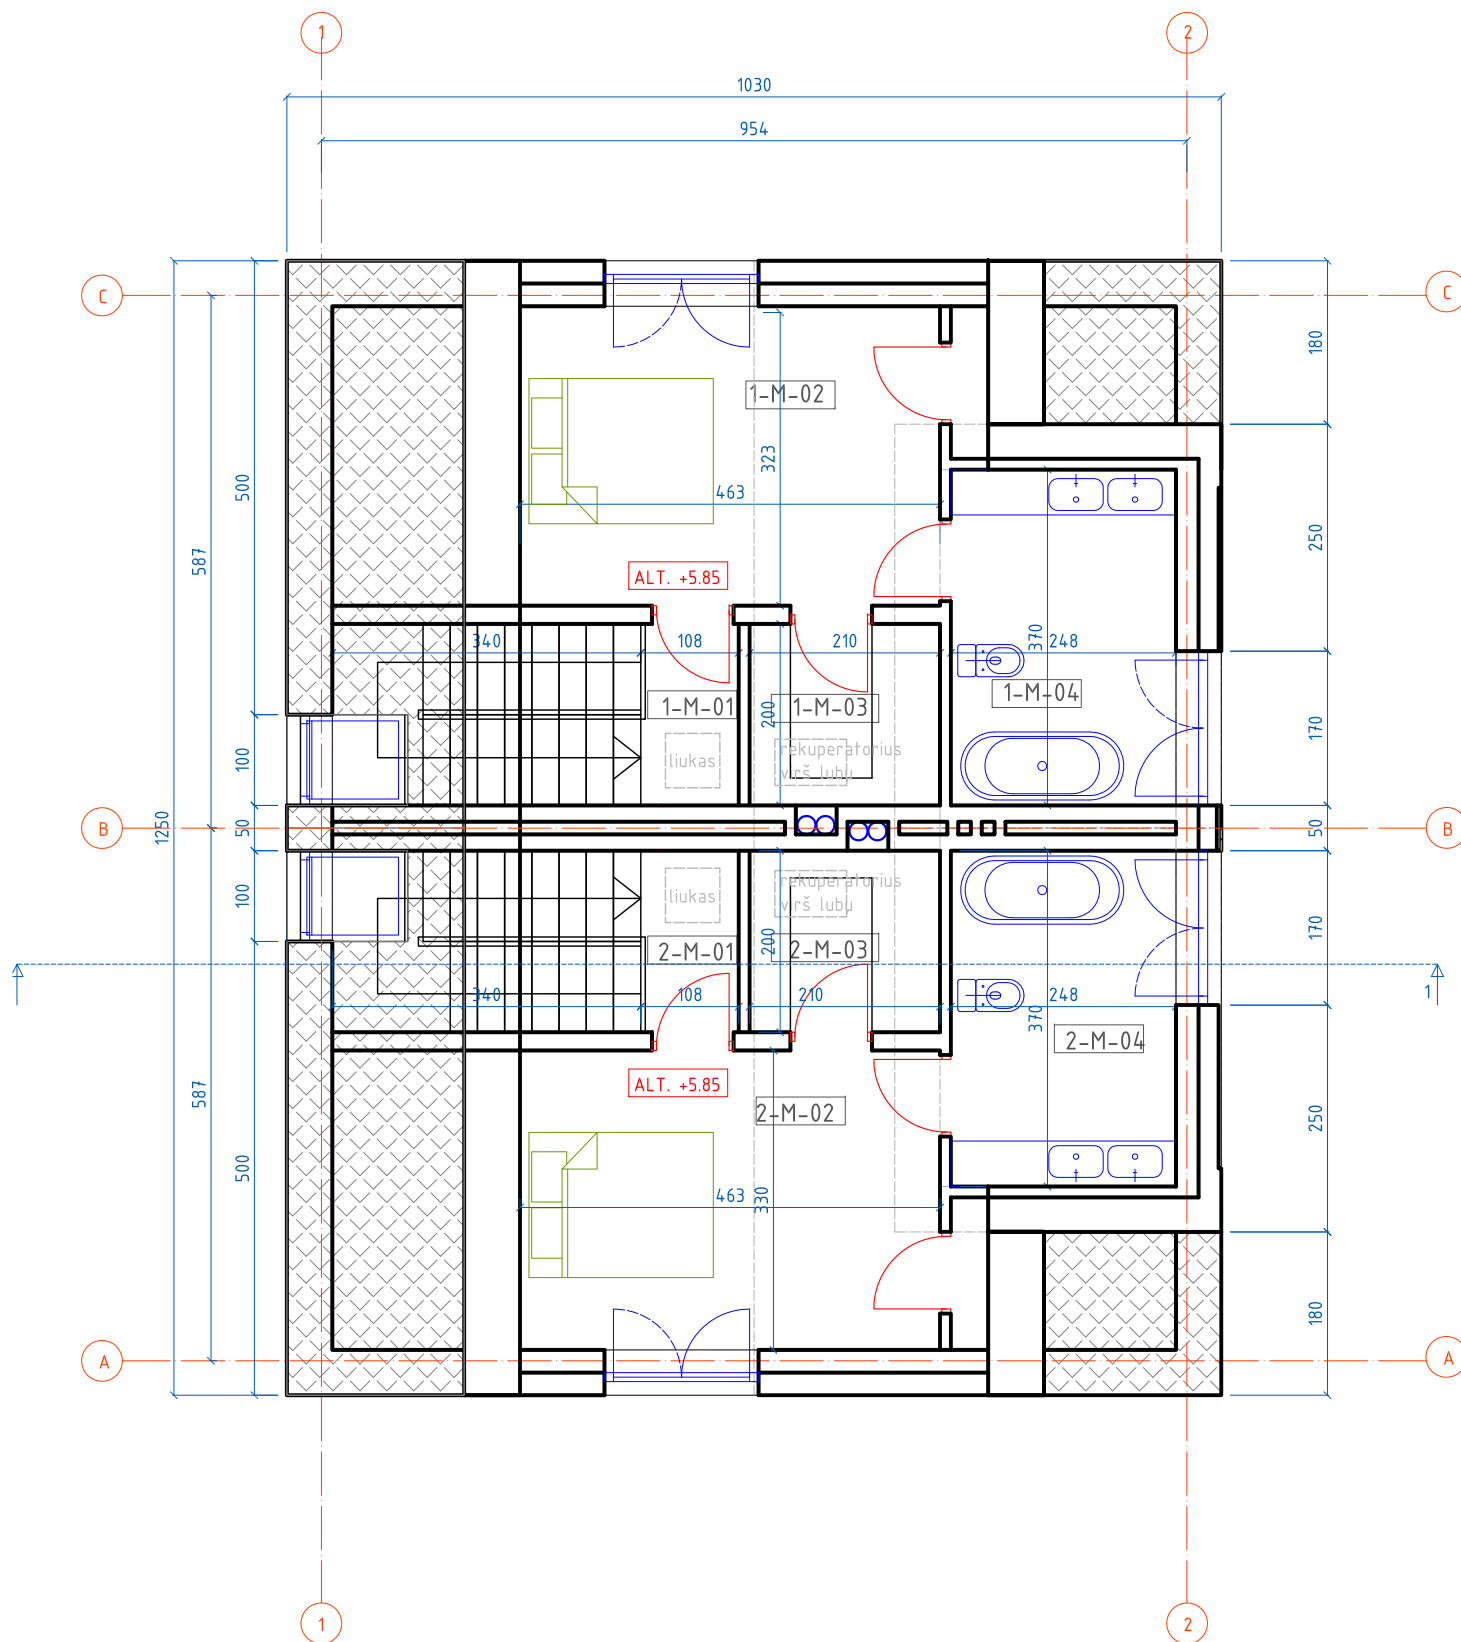 1
2
1030
954
C
C
180
1-M-02
323
500
463
250
587
ALT. +5.85
340
108
210
370
248
1-M-01
1-M-03
1-M-04
200
170
100
liukas
rekuperatorius
virš lubų
B
1250
50
50
B
100
liukas
rekuperatorius
virš lubų
170
200
2-M-01
2-M-03
340
108
210
248
1
370
2-M-04
587
ALT. +5.85
2-M-02
250
500
463
330
180
A
A
1
2